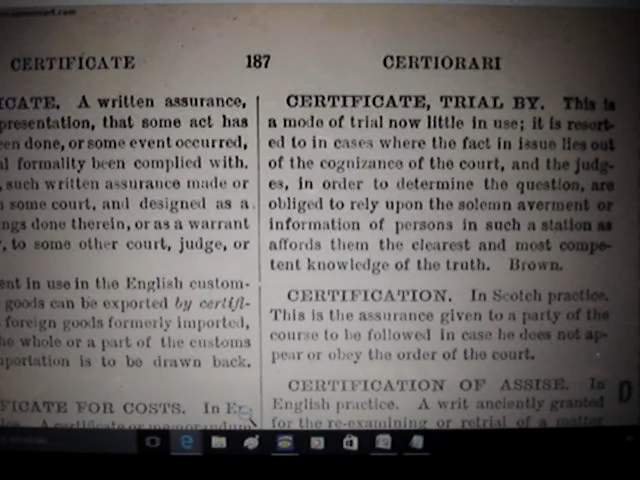 CERTIFICATE 187 CERTIORARI
ICATE. A written assurance,
presentation, that some act has
een done, or some event occurred,
al formality been complied with.
, such written assurance made or
n some court, and designed as a
ngs done therein, or as a warrant
, to some other court, judge, or
ent in use in the English custom-
goods can be exported by certifi-
foreign goods formerly imported,
he whole or a part of the customs
portation is to be drawn back.
FICATE FOR COSTS. In
A certificate or memorandum
CERTIFICATE, TRIAL BY. This is
a mode of trial now little in use; it is resort-
ed to in cases where the fact in issue lies out
of the cognizance of the court, and the judg-
es, in order to determine the question, are
obliged to rely upon the solemn averment or
information of persons in such a station as
affords them the clearest and most compe-
tent knowledge of the truth. Brown.
CERTIFICATION. In Scotch practice.
This is the assurance given to a party of the
course to be followed in case he does not ap-
pear or obey the order of the court.
CERTIFICATION OF ASSISE. In
English practice. A writ anciently granted
for the re-examining or retrial of a matter
D